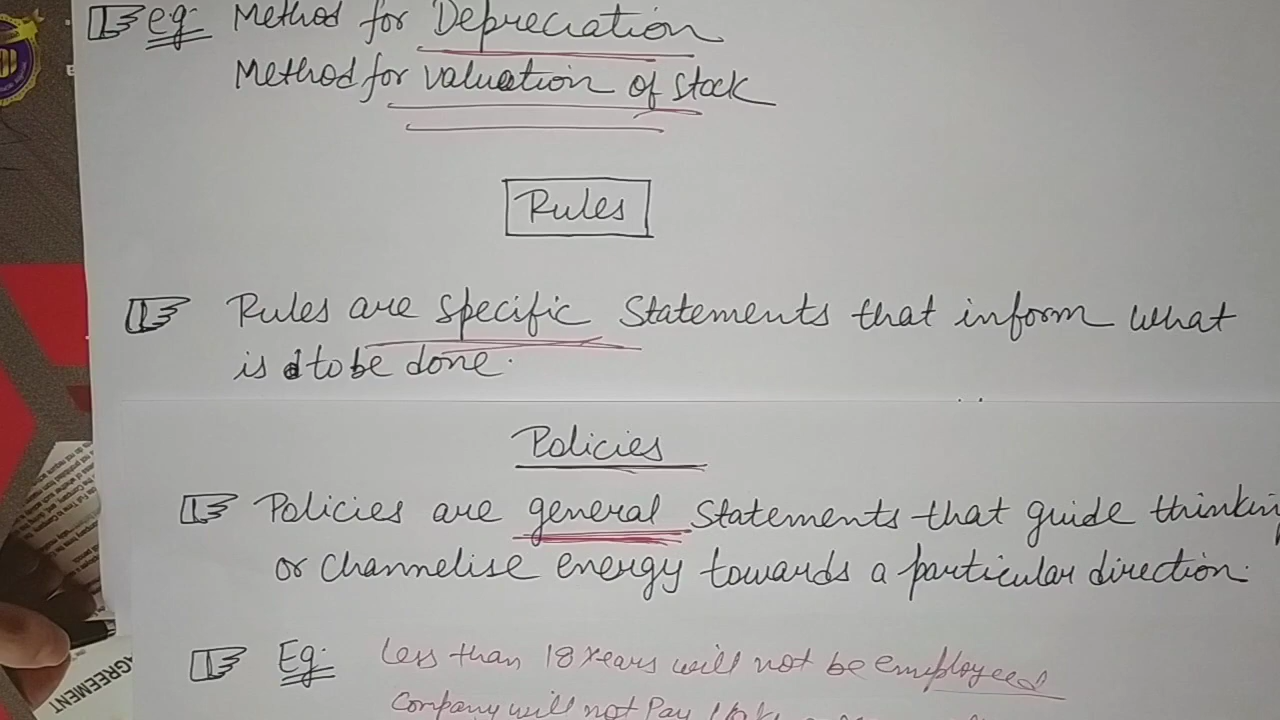 eg: Method for Depreciation
Method for valuation of stock
Rules
Rules are specific statements that inform what
is to be done.
Policies
Policies are general statements that guide thinkin
or channelise energy towards a particular direction.
Eg: Less than 18 years will not be employeed
Company will not Pay
AGREEMENT